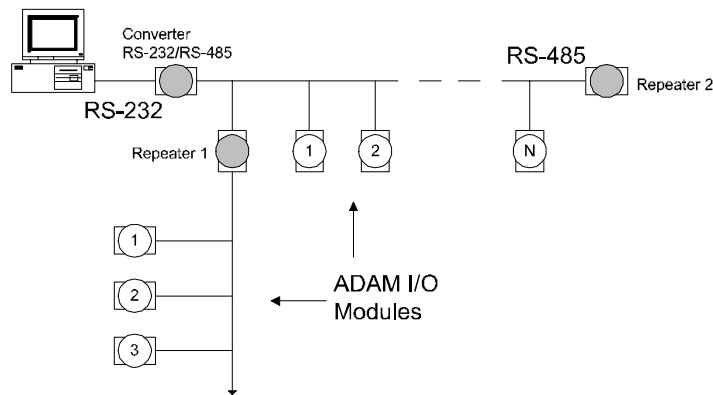 Converter
RS-232/RS-485
RS-232
RS-485
Repeater 2
Repeater 1
1
2
N
1
2
3
ADAM I/O
Modules